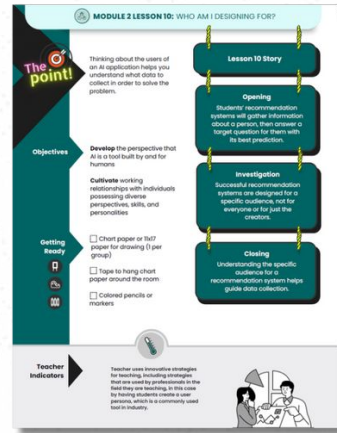 MODULE 2 LESSON 10: WHO AM I DESIGNING FOR?
The
point!
Thinking about the users of
an AI application helps you
understand what data to
collect in order to solve the
problem.
Objectives
Develop the perspective that
AI is a tool built by and for
humans
Cultivate working
relationships with individuals
possessing diverse
perspectives, skills, and
personalities
Getting
Ready
Chart paper or 11x17
paper for drawing (1 per
group)
Tape to hang chart
paper around the room
Colored pencils or
markers
Lesson 10 Story
Opening
Students' recommendation
systems will gather information
about a person, then answer a
target question for them with
its best prediction.
Investigation
Successful recommendation
systems are designed for a
specific audience, not for
everyone or for just the
creators.
Closing
Understanding the specific
audience for a
recommendation system helps
guide data collection.
Teacher
Indicators
Teacher uses innovative strategies
for teaching, including strategies
that are used by professionals in the
field they are teaching, in this case
by having students create a user
persona, which is a commonly used
tool in industry.